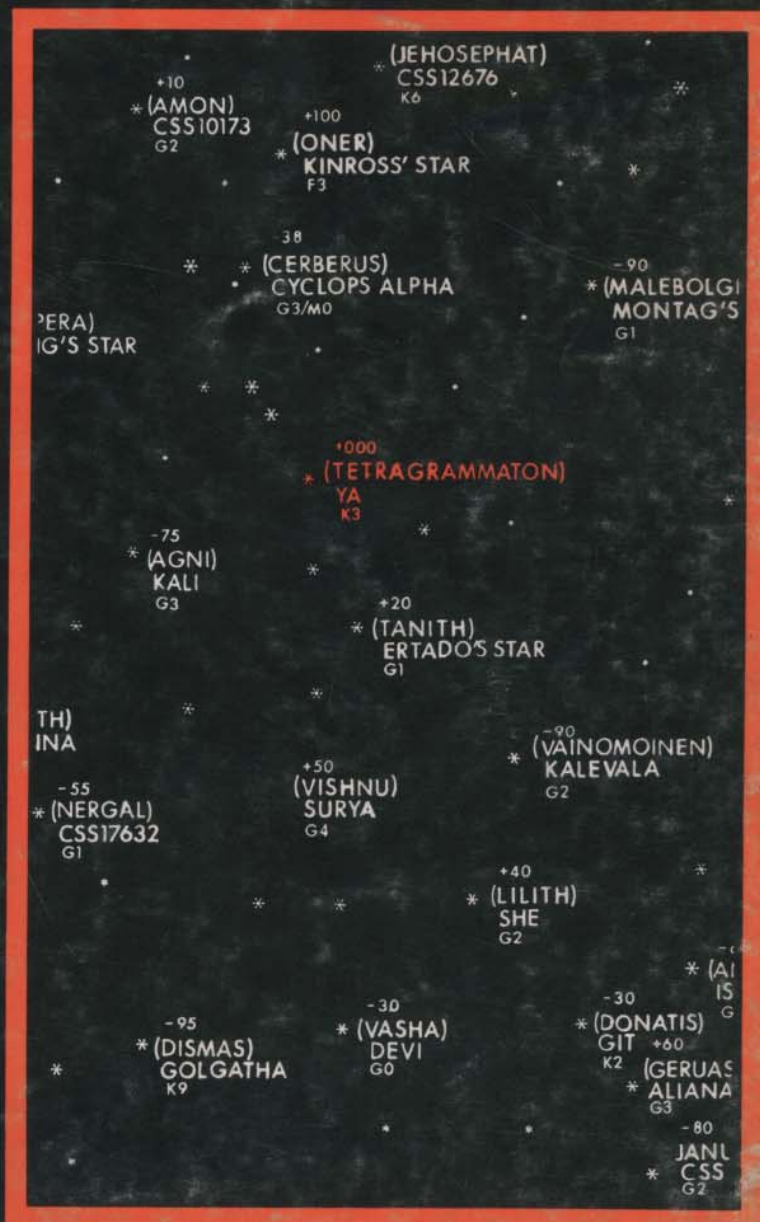 (JEHOSEPHAT)
CSS12676
K6
+10
(AMON)
CSS10173
G2
+100
(ONER)
KINROSS' STAR
F3
-38
(CERBERUS)
CYCLOPS ALPHA
G3/M0
-90
(MALEBOLGI
MONTAG'S
G1
PERA)
IG'S STAR
+000
(TETRAGRAMMATON)
YA
K3
-75
(AGNI)
KALI
G3
+20
(TANITH)
ERTADO'S STAR
G1
TH)
INA
-90
(VAINOMOINEN)
KALEVALA
G2
-55
(NERGAL)
CSS17632
G1
+50
(VISHNU)
SURYA
G4
+40
(LILITH)
SHE
G2
(AI
IS
G
-95
(DISMAS)
GOLGATHA
K9
-30
(VASHA)
DEVI
G0
-30
(DONATIS)
GIT
K2
+60
(GERUAS
ALIANA
G3
-80
JANU
CSS
G2